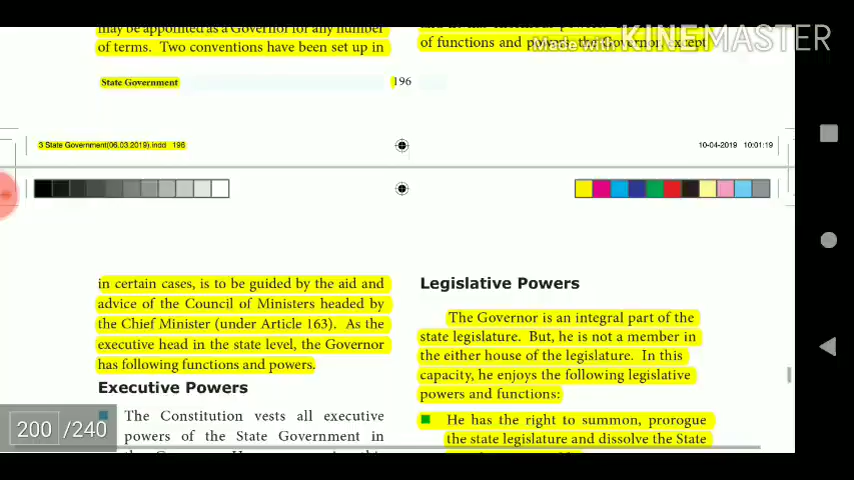 may be appointed as a Governor for any number
of terms. Two conventions have been set up in
of functions and powers, the Governor, except
Made with KINEMASTER
State Government
196
3 State Government(06.03.2019).indd 196
10-04-2019 10:01:19
in certain cases, is to be guided by the aid and
advice of the Council of Ministers headed by
the Chief Minister (under Article 163). As the
executive head in the state level, the Governor
has following functions and powers.
Executive Powers
The Constitution vests all executive
powers of the State Government in
Legislative Powers
The Governor is an integral part of the
state legislature. But, he is not a member in
the either house of the legislature. In this
capacity, he enjoys the following legislative
powers and functions:
He has the right to summon, prorogue
the state legislature and dissolve the State
200 /240